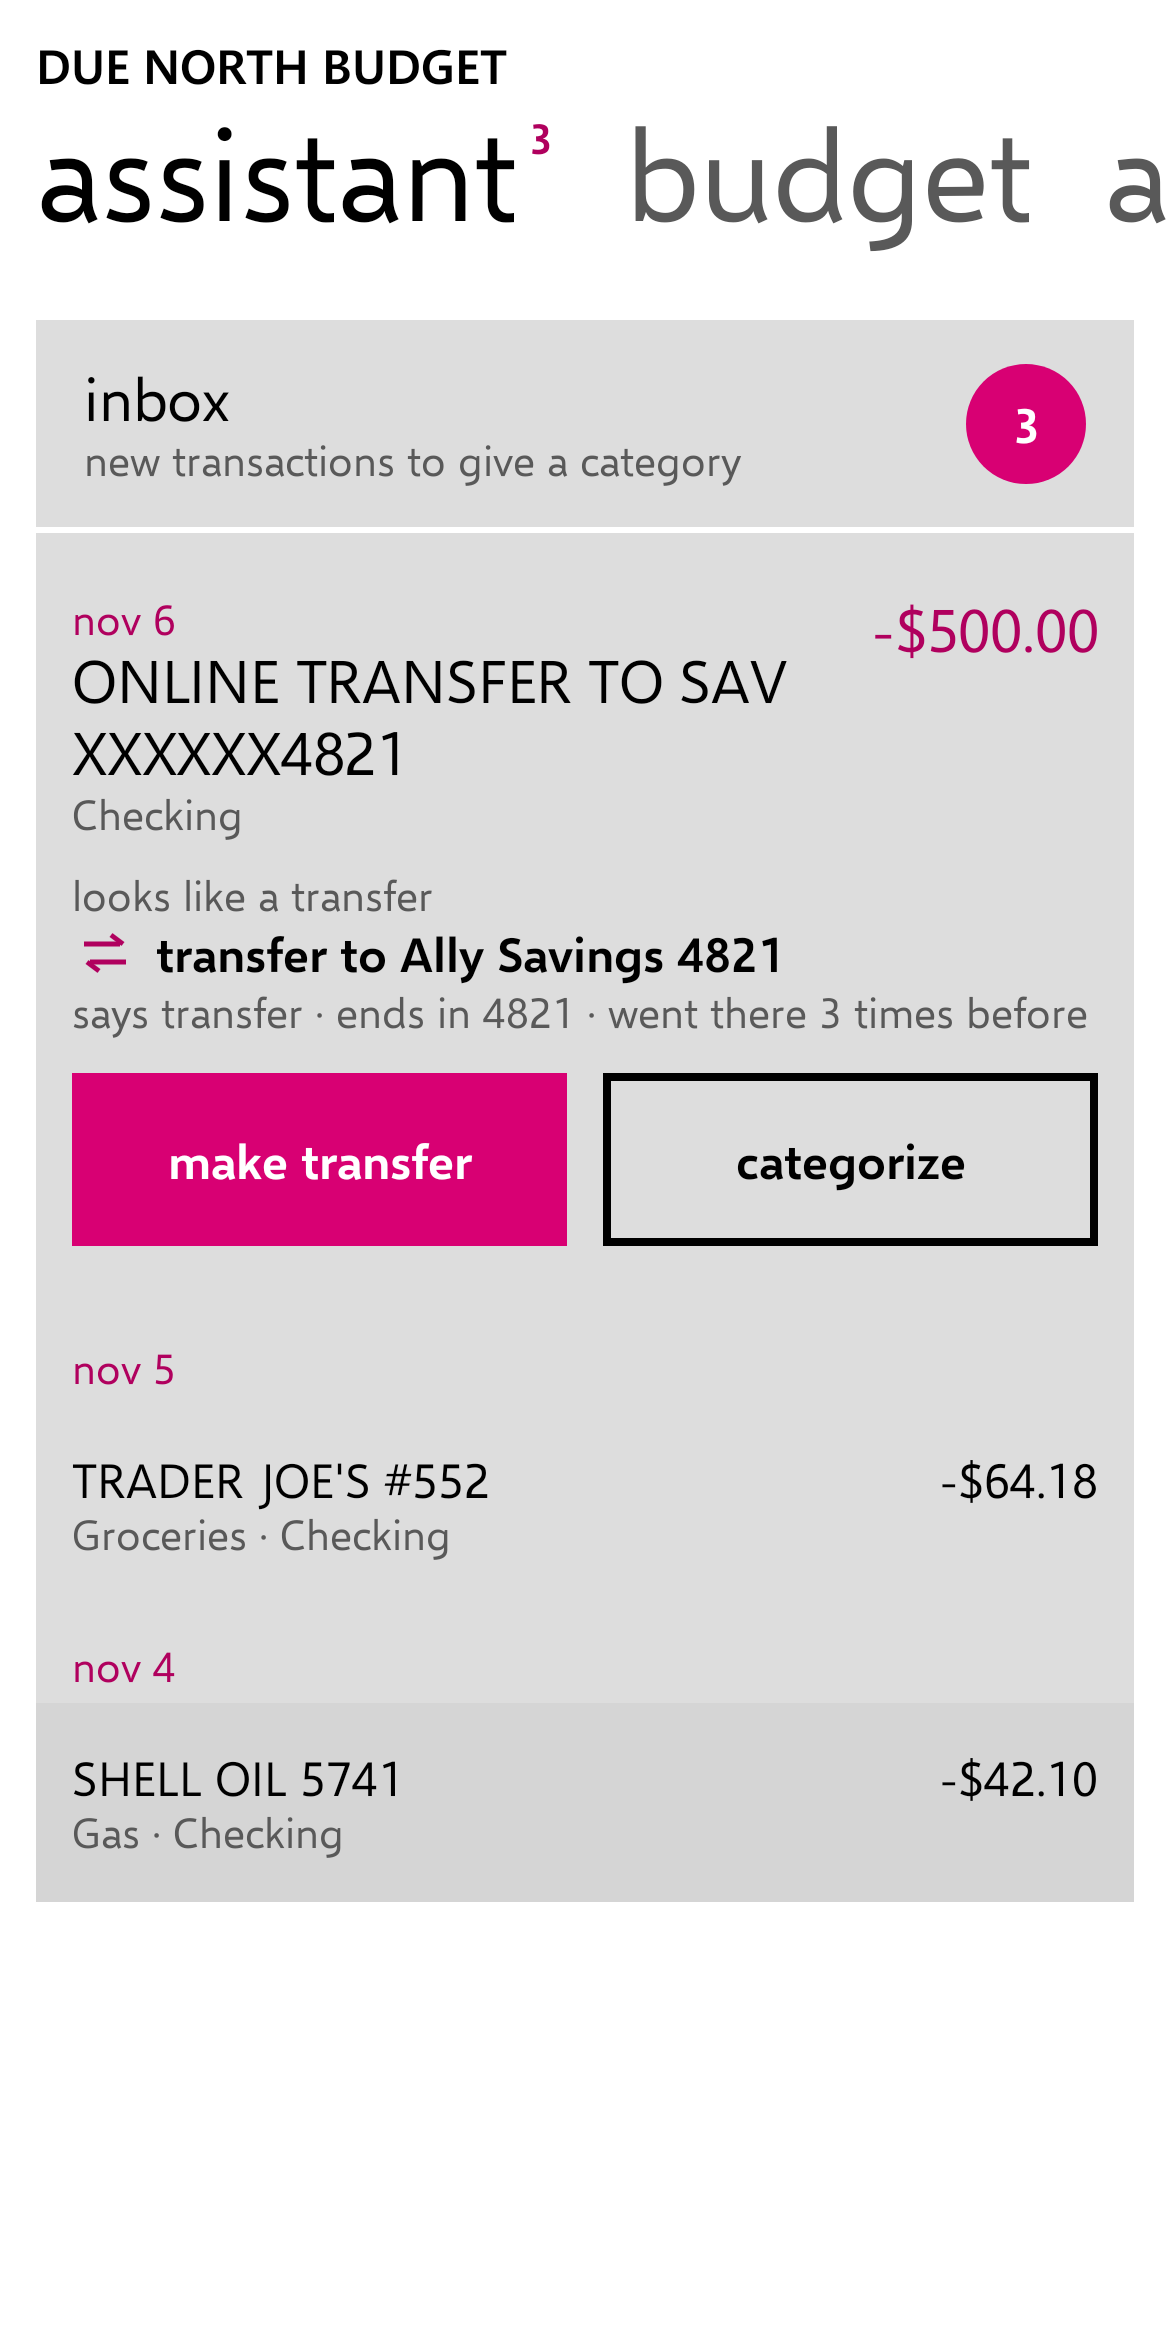 DUE NORTH BUDGET
assistant 3 budget a
inbox
new transactions to give a category
3
nov 6
-$500.00
ONLINE TRANSFER TO SAV
XXXXXX4821
Checking
looks like a transfer
transfer to Ally Savings 4821
says transfer · ends in 4821 · went there 3 times before
make transfer
categorize
nov 5
TRADER JOE'S #552
-$64.18
Groceries · Checking
nov 4
SHELL OIL 5741
-$42.10
Gas · Checking